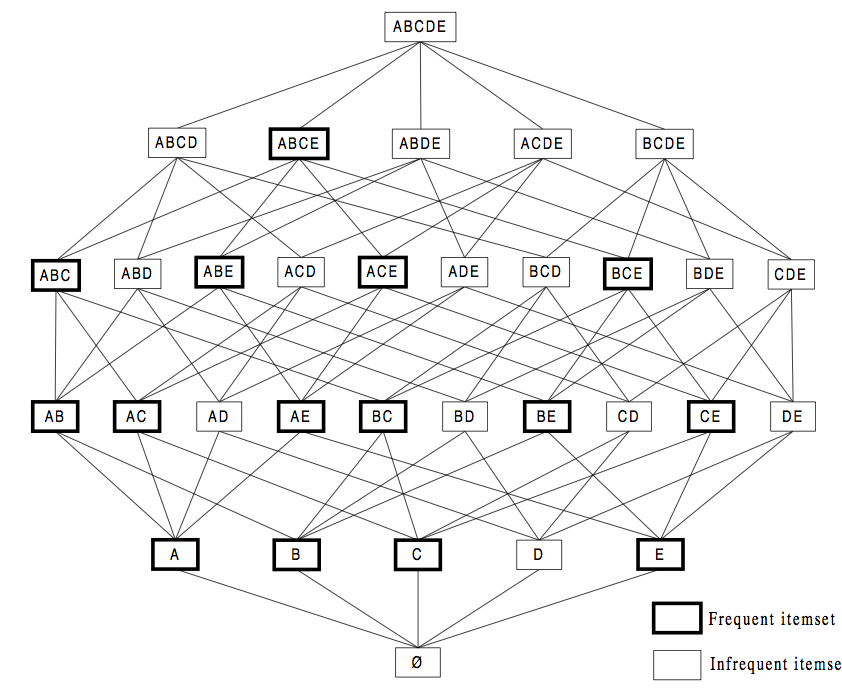 ABCDE
ABCD ABCE ABDE ACDE BCDE
ABC ABD ABE ACD ACE ADE BCD BCE BDE CDE
AB AC AD AE BC BD BE CD CE DE
A B C D E
Ø
Frequent itemset
Infrequent itemse